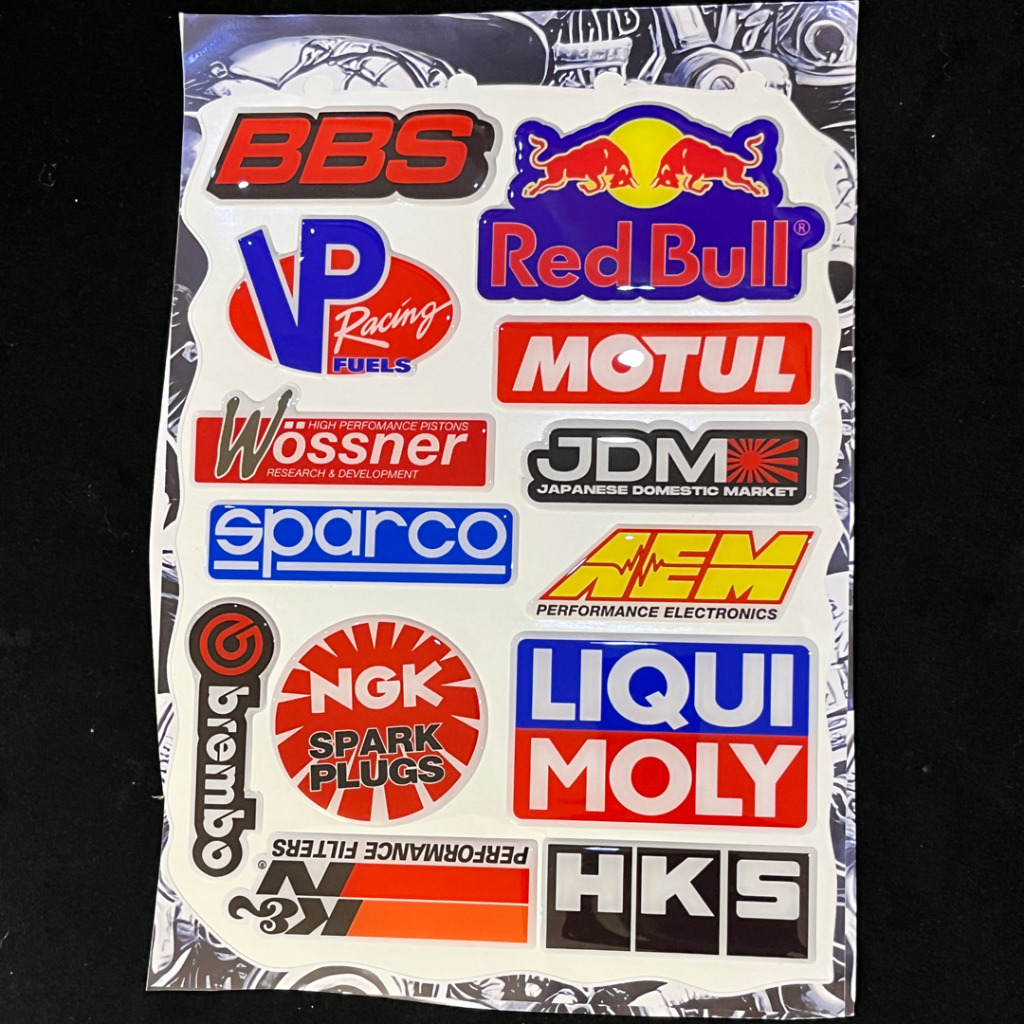 BBS
Red Bull®
VP
Racing
FUELS
MOTUL
HIGH PERFOMANCE PISTONS
Wössner
RESEARCH & DEVELOPMENT
JDM
JAPANESE DOMESTIC MARKET
sparco
AEM
PERFORMANCE ELECTRONICS
brembo
NGK
SPARK
PLUGS
LIQUI
MOLY
K&N®
PERFORMANCE FILTERS
HKS